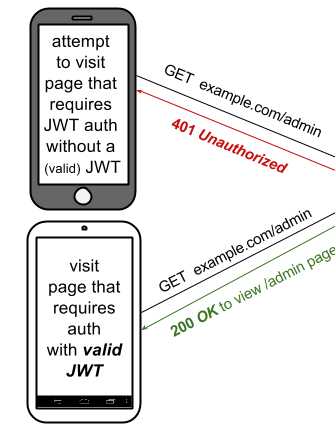 attempt
to visit
page that
requires
JWT auth
without a
(valid) JWT
GET example.com/admin
401 Unauthorized
visit
page that
requires
auth
with valid
JWT
GET example.com/admin
200 OK to view /admin page